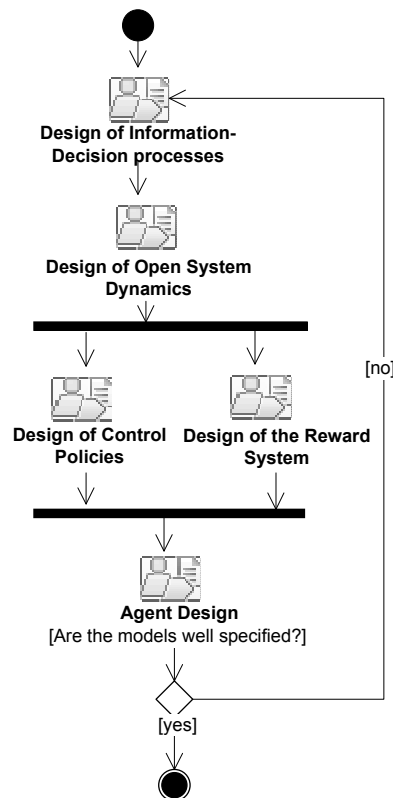 Design of Information-
Decision processes
Design of Open System
Dynamics
[no]
Design of Control
Policies
Design of the Reward
System
Agent Design
[Are the models well specified?]
[yes]